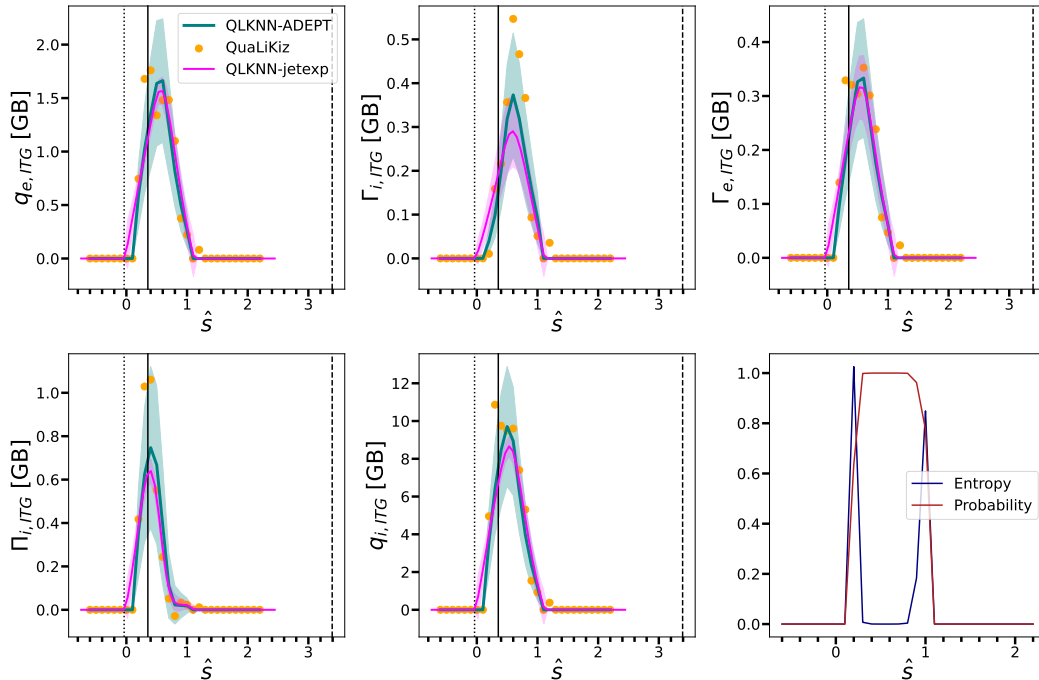 2.0
1.5
1.0
0.5
0.0
q_{e,ITG} [GB]
QLKNN-ADEPT
QuaLiKiz
QLKNN-jetexp
0 1 2 3
ŝ
0.5
0.4
0.3
0.2
0.1
0.0
Γ_{i,ITG} [GB]
0 1 2 3
ŝ
0.4
0.3
0.2
0.1
0.0
Γ_{e,ITG} [GB]
0 1 2 3
ŝ
1.0
0.8
0.6
0.4
0.2
0.0
Π_{i,ITG} [GB]
0 1 2 3
ŝ
12
10
8
6
4
2
0
q_{i,ITG} [GB]
0 1 2 3
ŝ
1.0
0.8
0.6
0.4
0.2
0.0
Entropy
Probability
0 1 2
ŝ